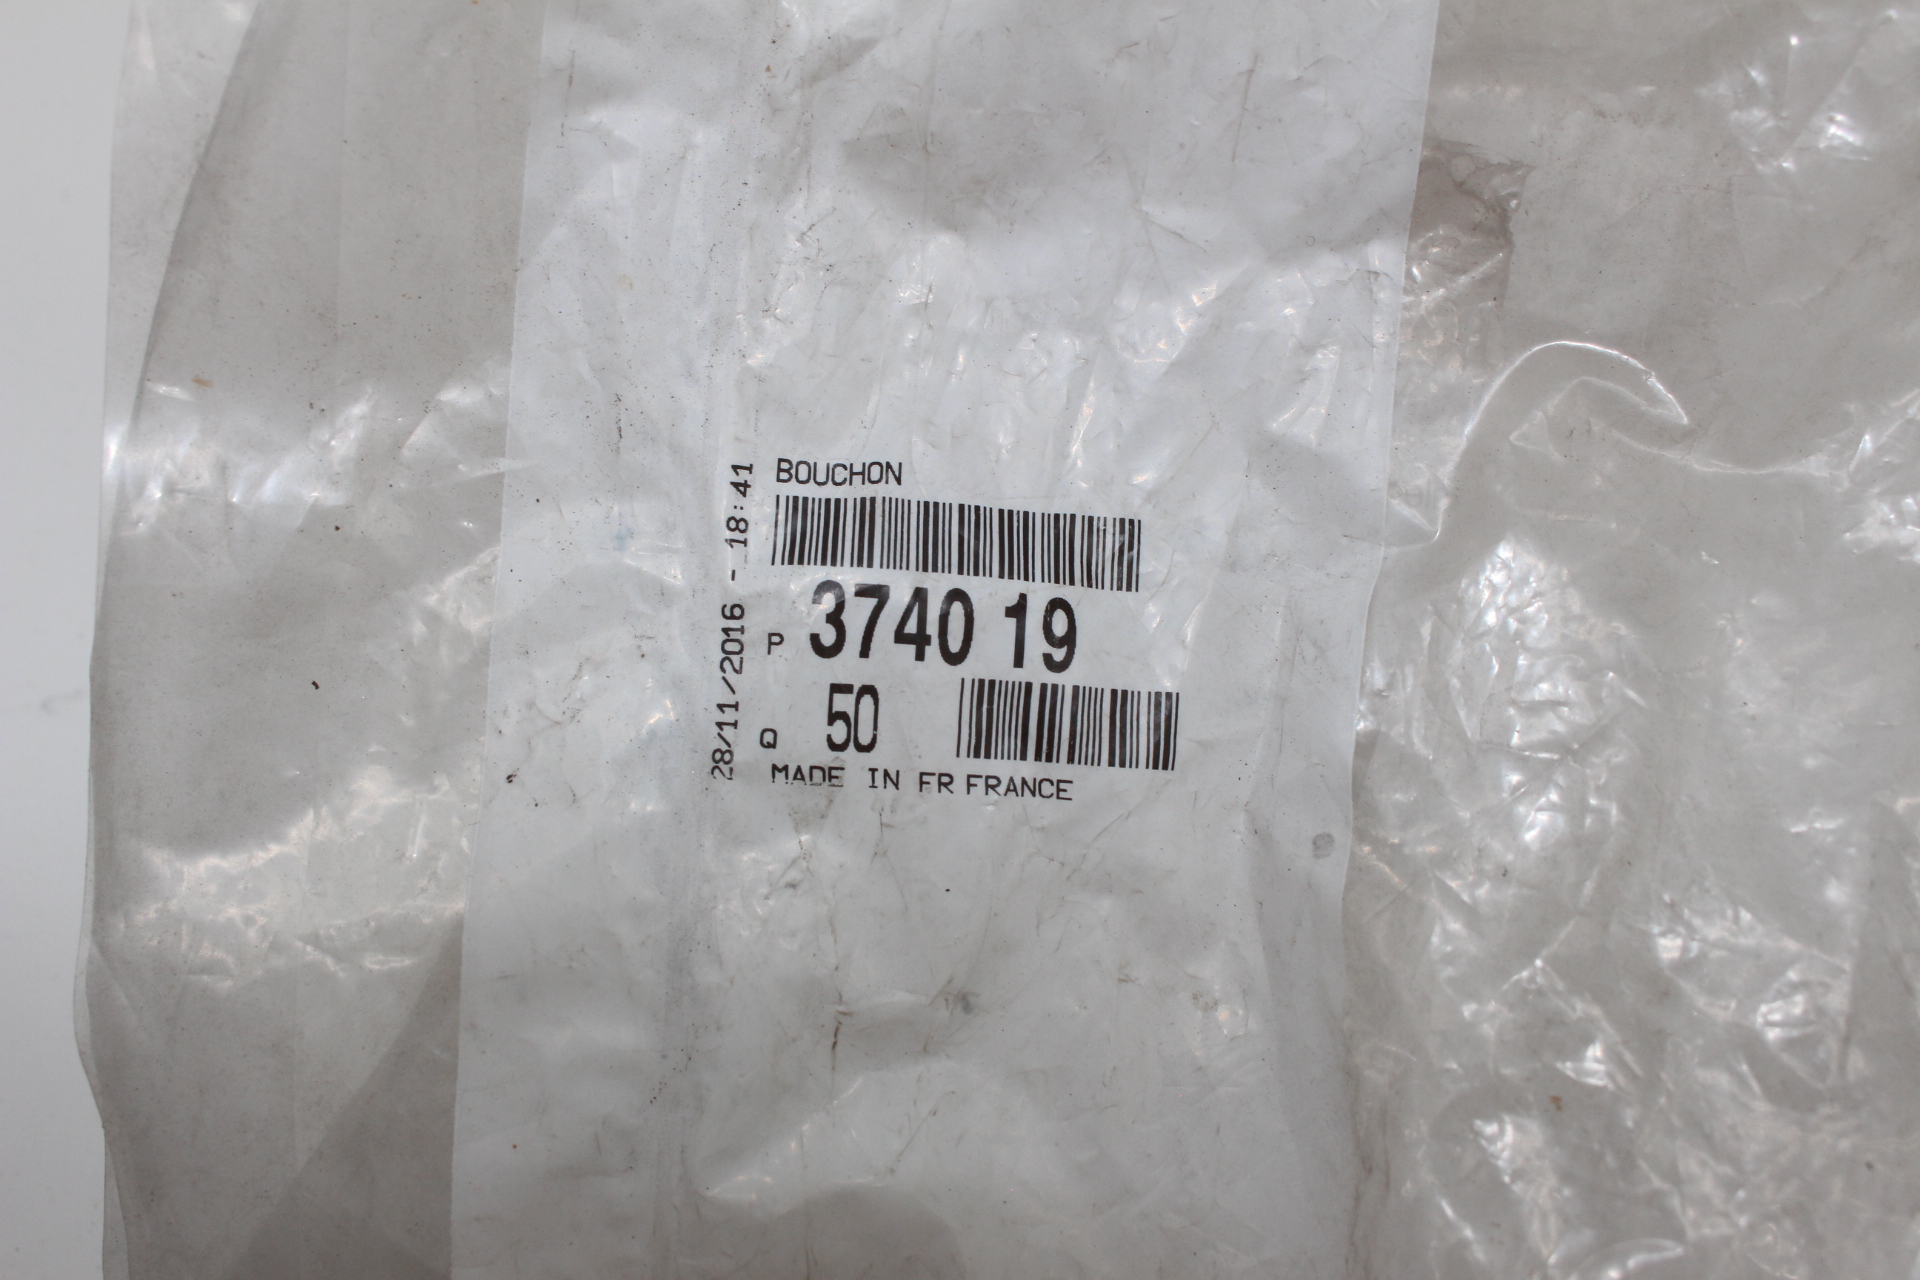 BOUCHON
P 3740 19
Q 50
MADE IN FR FRANCE
28/11/2016 - 18:41